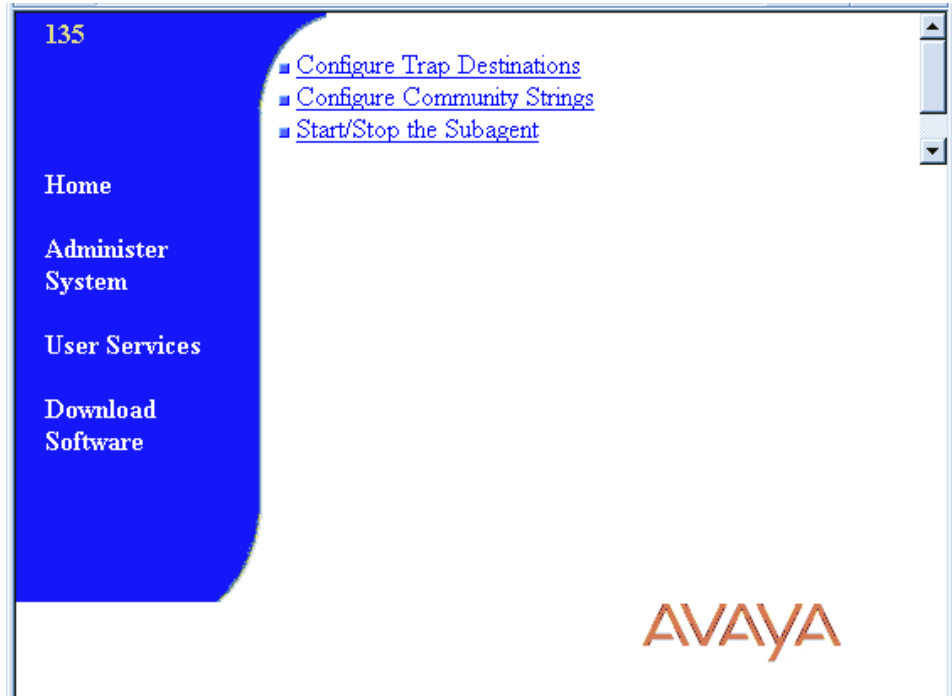 135
Configure Trap Destinations
Configure Community Strings
Start/Stop the Subagent
Home
Administer
System
User Services
Download
Software
AVAYA